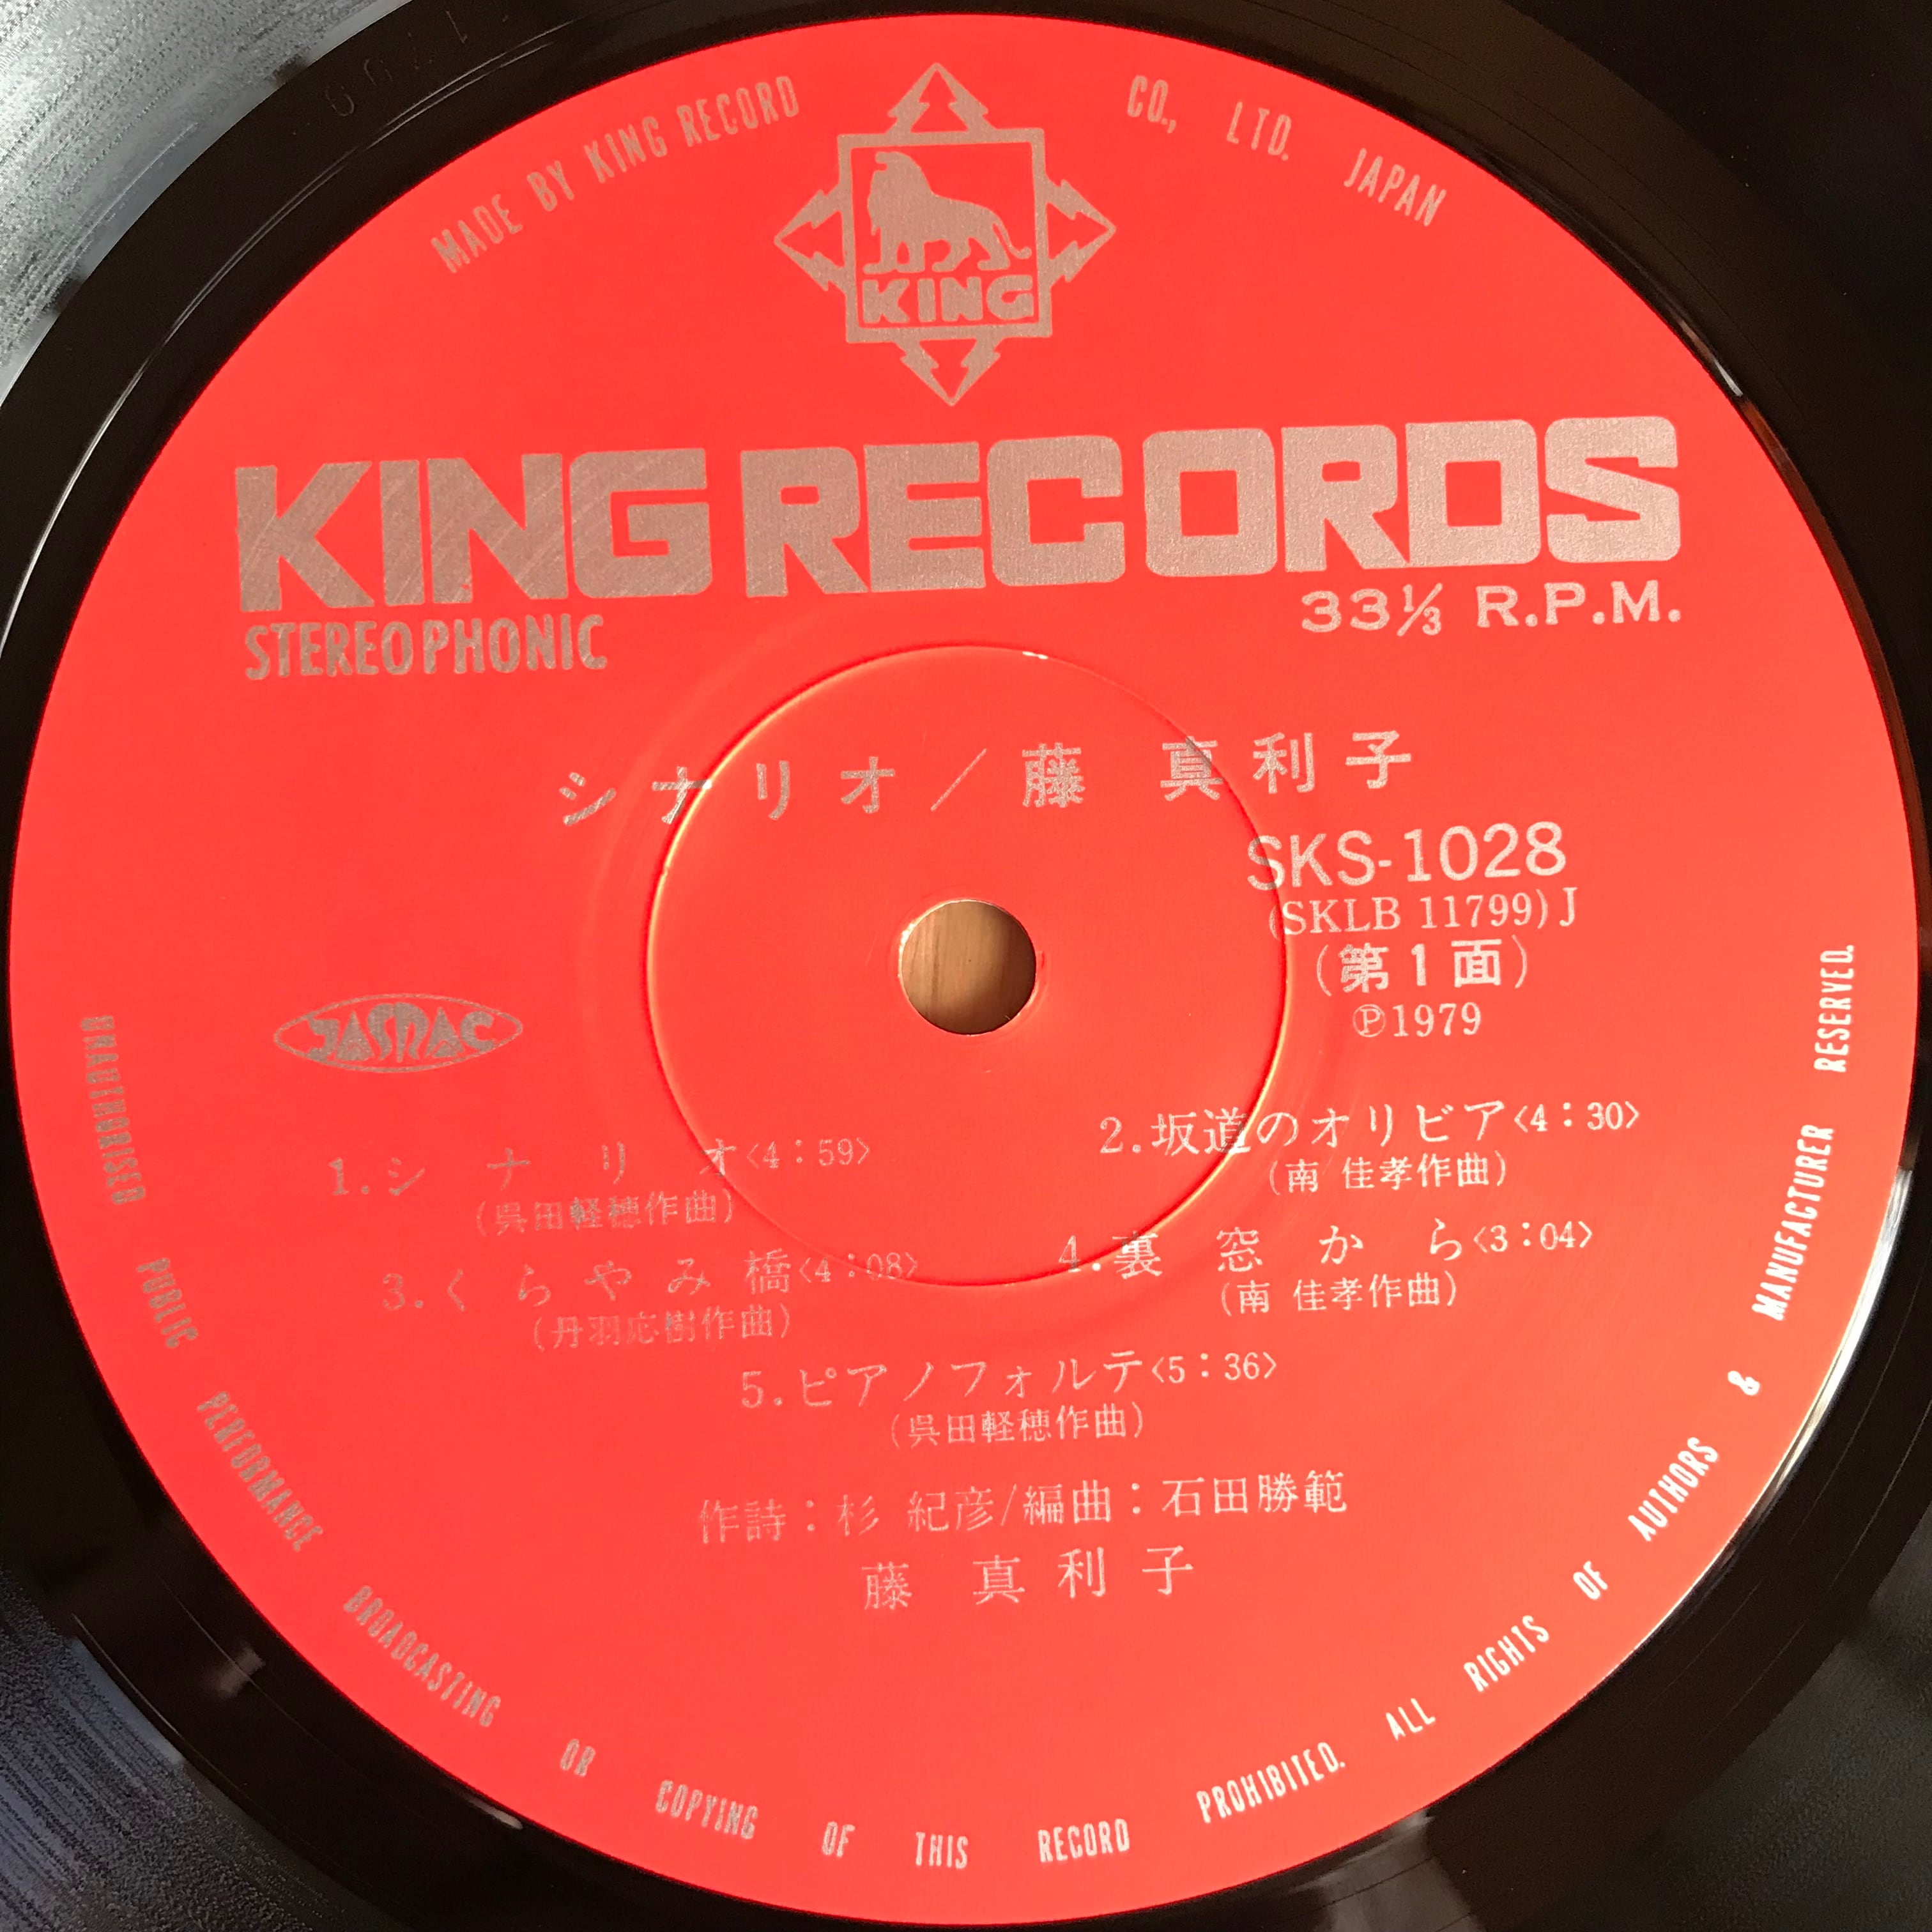 MADE BY KING RECORD CO., LTD. JAPAN
KING
KING RECORDS
STEREOPHONIC
33⅓ R.P.M.
シナリオ／藤 真利子
SKS-1028
(SKLB 11799)J
(第1面)
℗1979
JASRAC
1.シナリオ<4:59>
(呉田軽穂作曲)
2.坂道のオリビア<4:30>
(南 佳孝作曲)
3.くらやみ橋<4:08>
(丹羽応樹作曲)
4.裏窓から<3:04>
(南 佳孝作曲)
5.ピアノフォルテ<5:36>
(呉田軽穂作曲)
作詩:杉 紀彦/編曲:石田勝範
藤 真利子
UNAUTHORISED PUBLIC PERFORMANCE BROADCASTING OR COPYING OF THIS RECORD PROHIBITED. ALL RIGHTS OF AUTHORS & MANUFACTURER RESERVED.